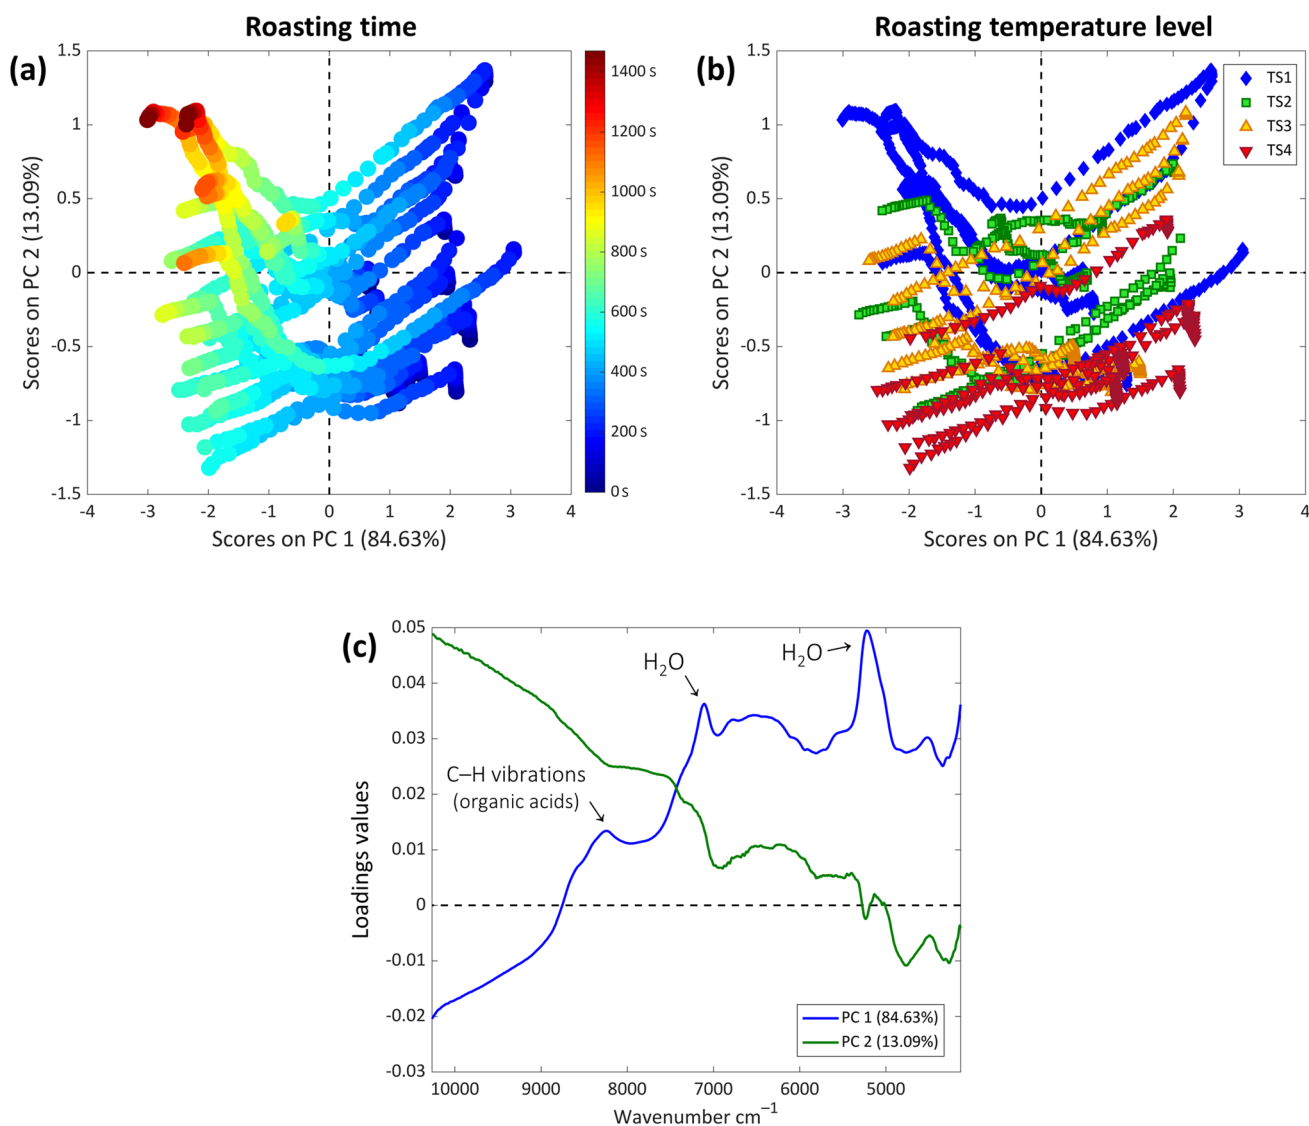 Roasting time
(a)
1.5
1
0.5
0
-0.5
-1
-1.5
Scores on PC 2 (13.09%)
-4 -3 -2 -1 0 1 2 3 4
Scores on PC 1 (84.63%)
1400 s
1200 s
1000 s
800 s
600 s
400 s
200 s
0 s
Roasting temperature level
(b)
1.5
1
0.5
0
-0.5
-1
-1.5
Scores on PC 2 (13.09%)
-4 -3 -2 -1 0 1 2 3 4
Scores on PC 1 (84.63%)
TS1
TS2
TS3
TS4
(c)
0.05
0.04
0.03
0.02
0.01
0
-0.01
-0.02
-0.03
Loadings values
H₂O
H₂O
C–H vibrations
(organic acids)
PC 1 (84.63%)
PC 2 (13.09%)
10000 9000 8000 7000 6000 5000
Wavenumber cm⁻¹